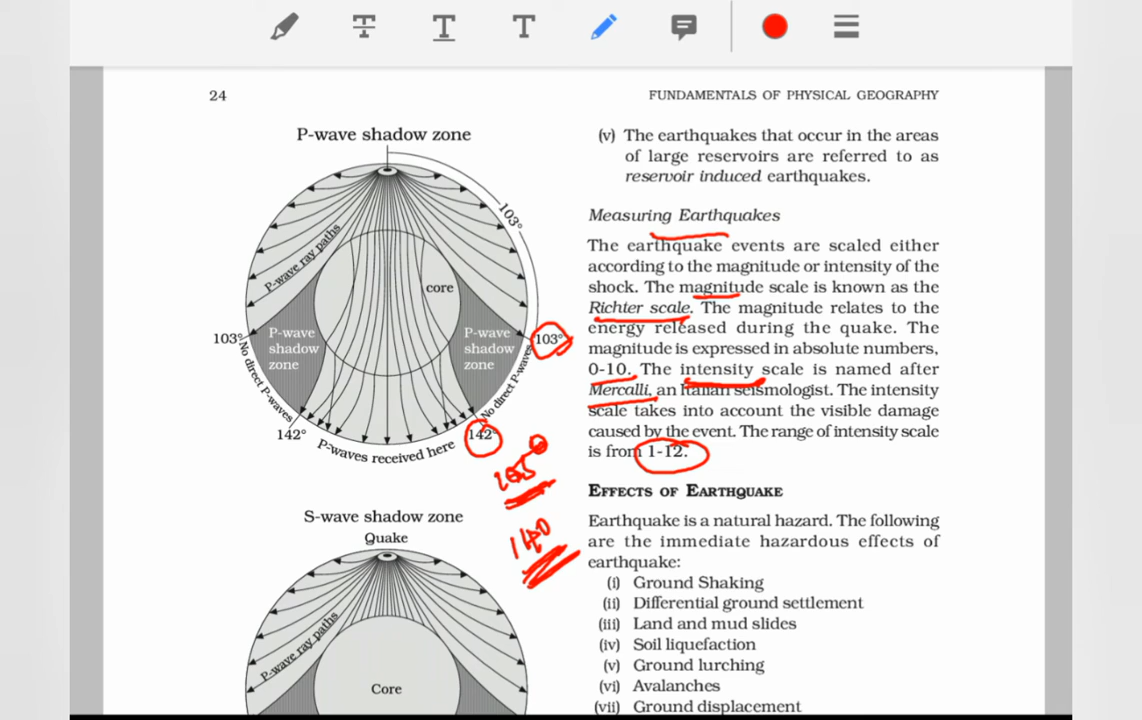 24
FUNDAMENTALS OF PHYSICAL GEOGRAPHY
P-wave shadow zone
103°
P-wave ray paths
core
103°
P-wave
shadow
zone
P-wave
shadow
zone
103°
No direct P-waves
No direct P-waves
142°
P-waves received here
142°
105°
140
S-wave shadow zone
Quake
P-wave ray paths
Core
(v) The earthquakes that occur in the areas
of large reservoirs are referred to as
reservoir induced earthquakes.
Measuring Earthquakes
The earthquake events are scaled either
according to the magnitude or intensity of the
shock. The magnitude scale is known as the
Richter scale. The magnitude relates to the
energy released during the quake. The
magnitude is expressed in absolute numbers,
0-10. The intensity scale is named after
Mercalli, an Italian seismologist. The intensity
scale takes into account the visible damage
caused by the event. The range of intensity scale
is from 1-12.
EFFECTS OF EARTHQUAKE
Earthquake is a natural hazard. The following
are the immediate hazardous effects of
earthquake:
(i) Ground Shaking
(ii) Differential ground settlement
(iii) Land and mud slides
(iv) Soil liquefaction
(v) Ground lurching
(vi) Avalanches
(vii) Ground displacement